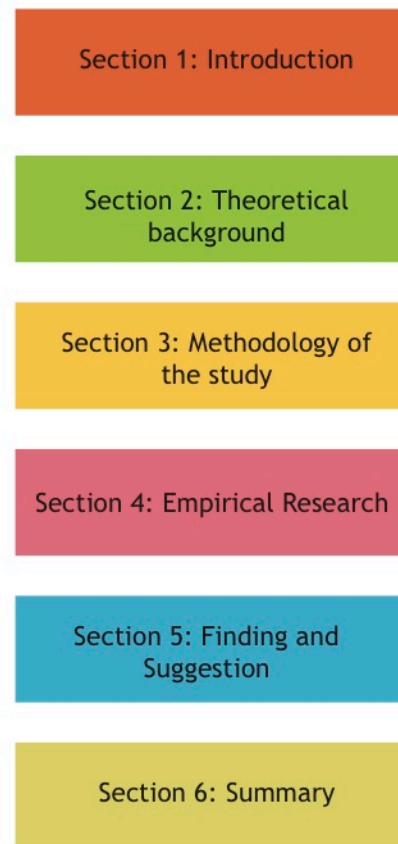 Section 1: Introduction
Section 2: Theoretical
background
Section 3: Methodology of
the study
Section 4: Empirical Research
Section 5: Finding and
Suggestion
Section 6: Summary